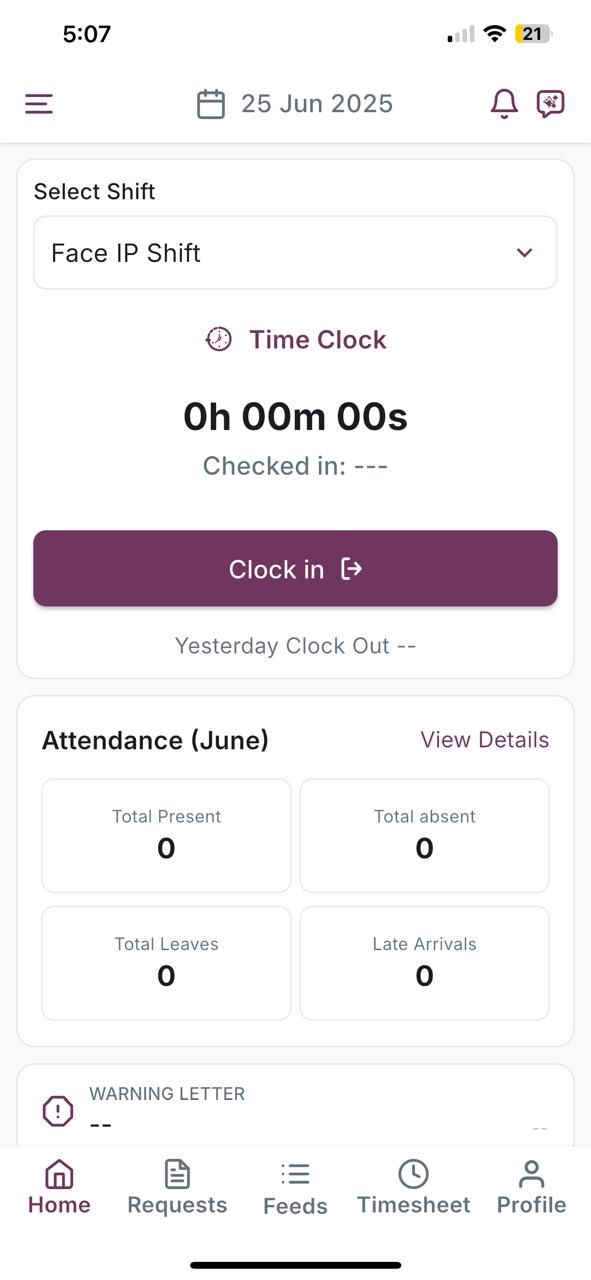 5:07
21
25 Jun 2025
Select Shift
Face IP Shift
Time Clock
0h 00m 00s
Checked in: ---
Clock in
Yesterday Clock Out --
Attendance (June)
View Details
Total Present
0
Total absent
0
Total Leaves
0
Late Arrivals
0
WARNING LETTER
--
--
Home
Requests
Feeds
Timesheet
Profile